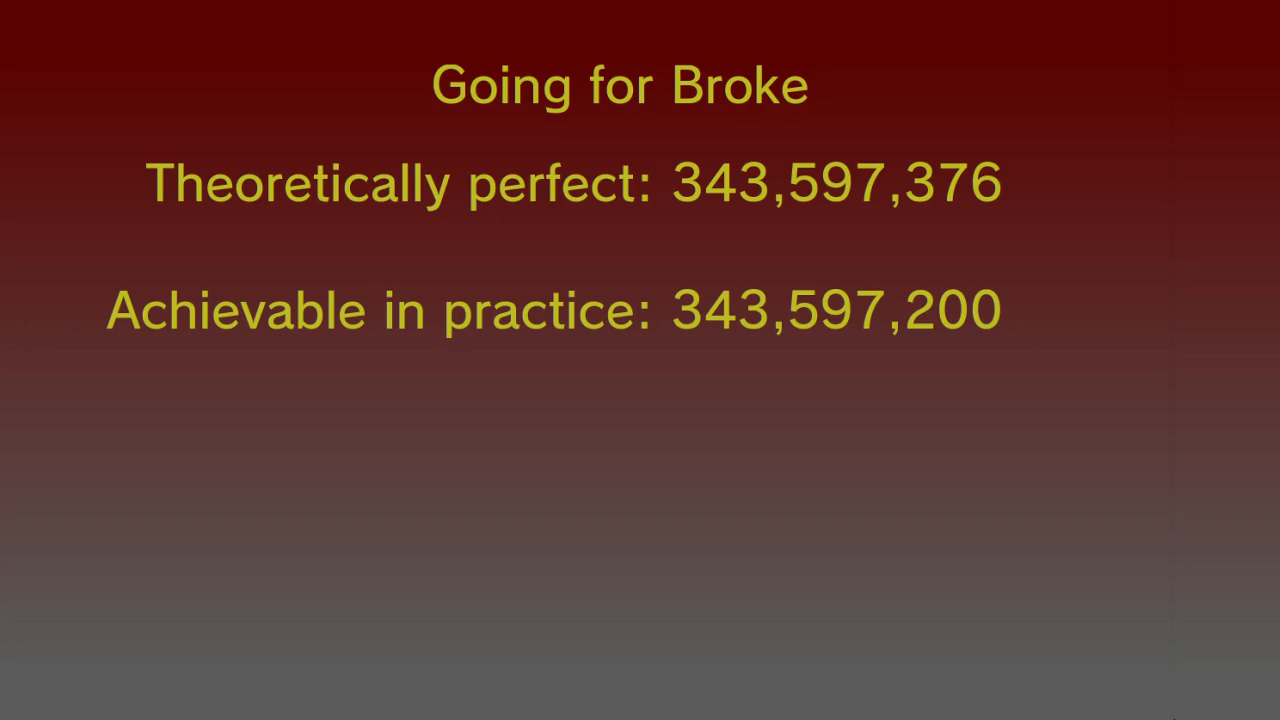 Going for Broke
Theoretically perfect: 343,597,376
Achievable in practice: 343,597,200